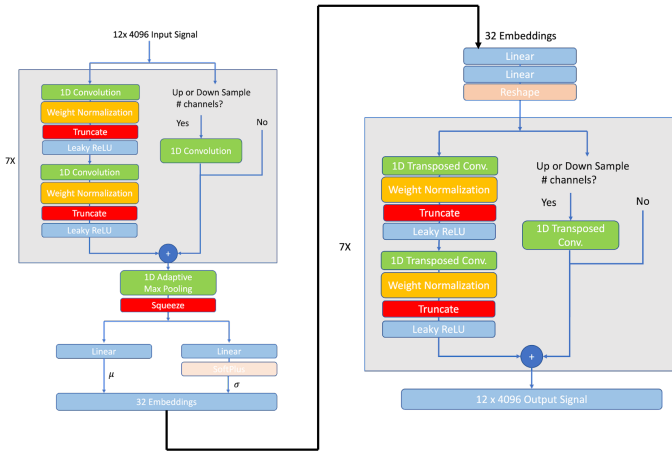 12x 4096 Input Signal
7X
1D Convolution
Weight Normalization
Truncate
Leaky ReLU
1D Convolution
Weight Normalization
Truncate
Leaky ReLU
Up or Down Sample
# channels?
Yes
No
1D Convolution
+
1D Adaptive
Max Pooling
Squeeze
Linear
Linear
SoftPlus
μ
σ
32 Embeddings
32 Embeddings
Linear
Linear
Reshape
7X
1D Transposed Conv.
Weight Normalization
Truncate
Leaky ReLU
1D Transposed Conv.
Weight Normalization
Truncate
Leaky ReLU
Up or Down Sample
# channels?
Yes
No
1D Transposed
Conv.
+
12 x 4096 Output Signal